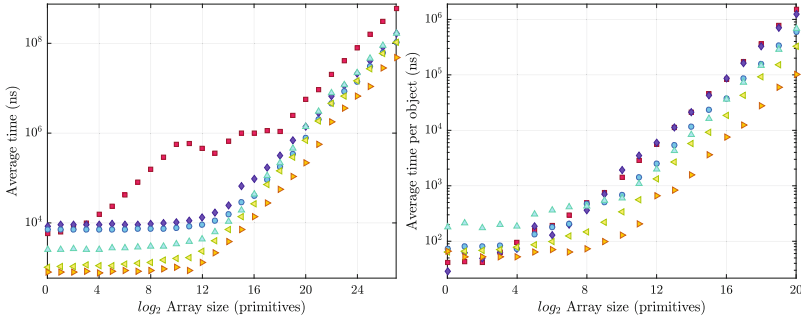 Average time (ns)
10^8
10^6
10^4
0 4 8 12 16 20 24
log_2 Array size (primitives)
Average time per object (ns)
10^6
10^5
10^4
10^3
10^2
0 4 8 12 16 20
log_2 Array size (primitives)